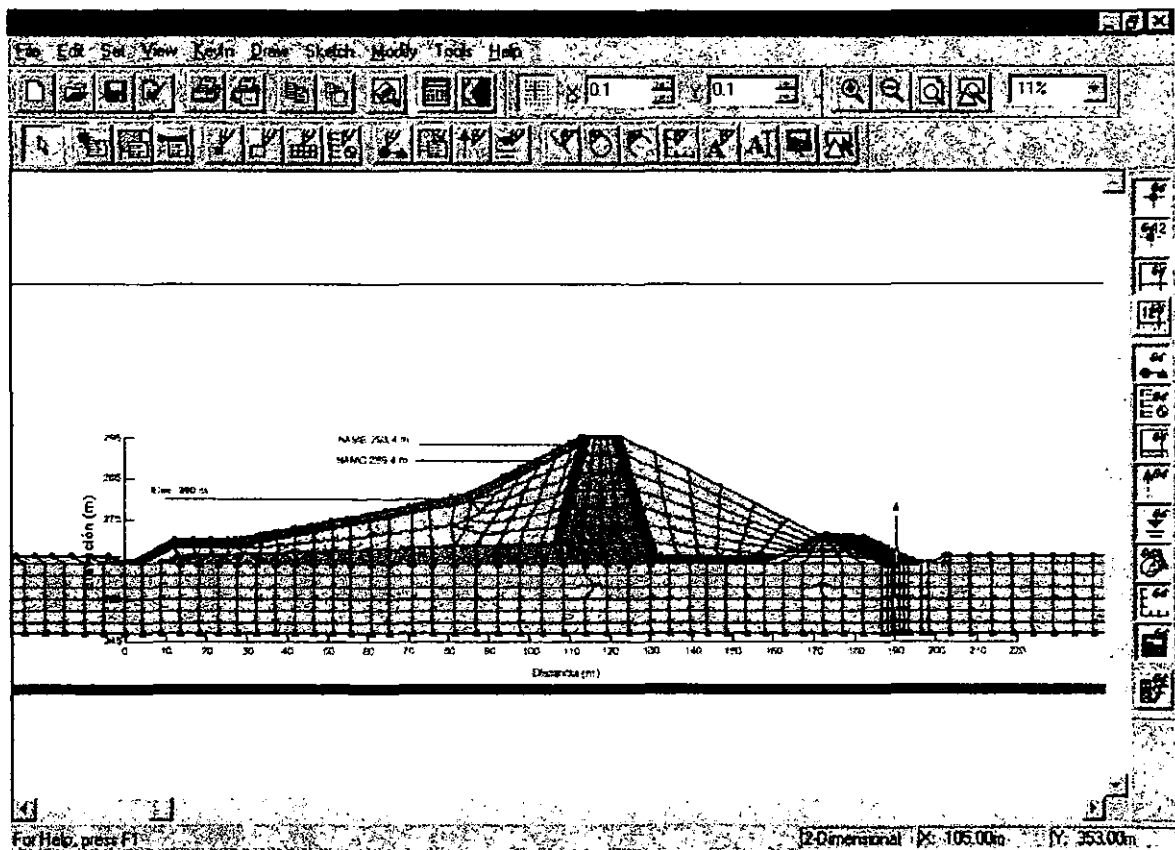 File Edit Set View KeyIn Draw Sketch Modify Tools Help
0.1 0.1 11%
295
NAME 293.4 m
NAMO 289.4 m
285
Elev. 280 m
275
Elevación (m)
245
0 10 20 30 40 50 60 70 80 90 100 110 120 130 140 150 160 170 180 190 200 210 220
Distancia (m)
For Help, press F1
2-Dimensional X: 105.00m Y: 353.00m